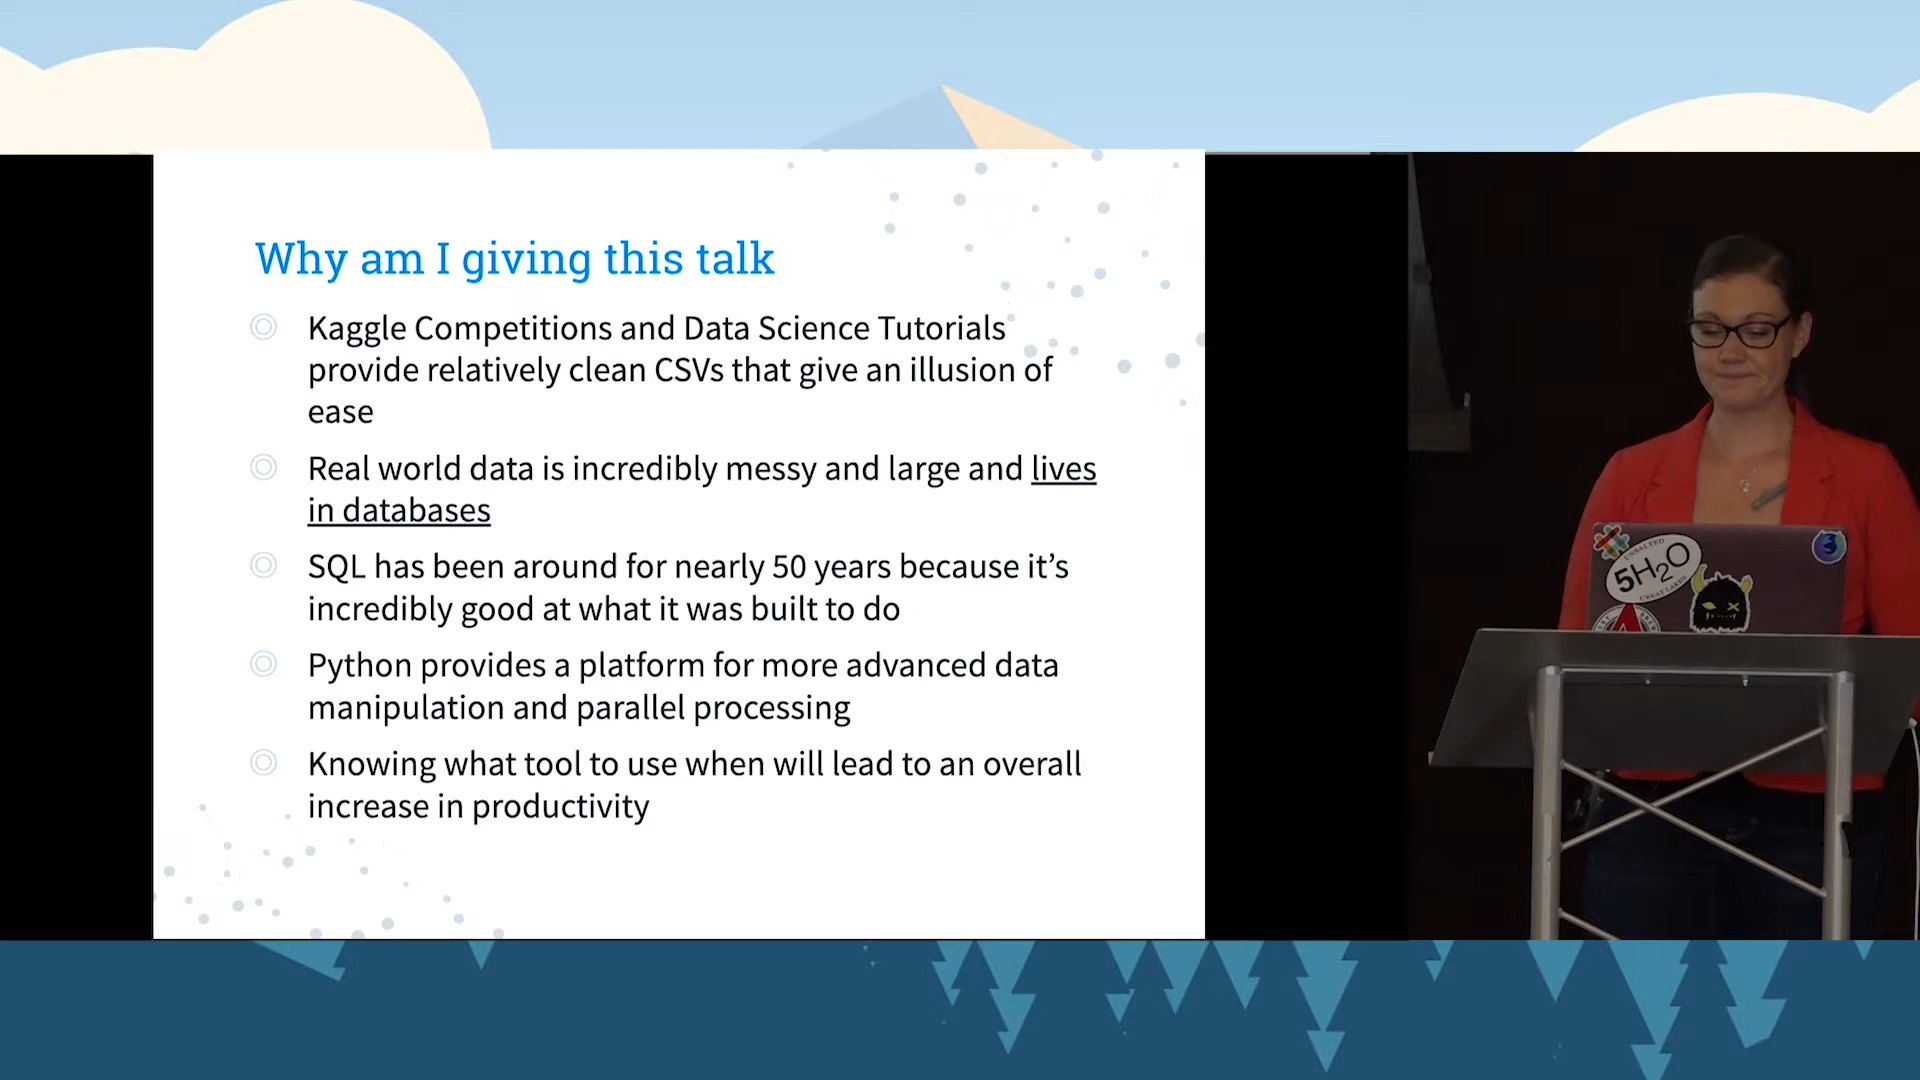 Why am I giving this talk
Kaggle Competitions and Data Science Tutorials
provide relatively clean CSVs that give an illusion of
ease
Real world data is incredibly messy and large and lives
in databases
SQL has been around for nearly 50 years because it’s
incredibly good at what it was built to do
Python provides a platform for more advanced data
manipulation and parallel processing
Knowing what tool to use when will lead to an overall
increase in productivity
UNSALTED
5H₂O
GREAT LAKES